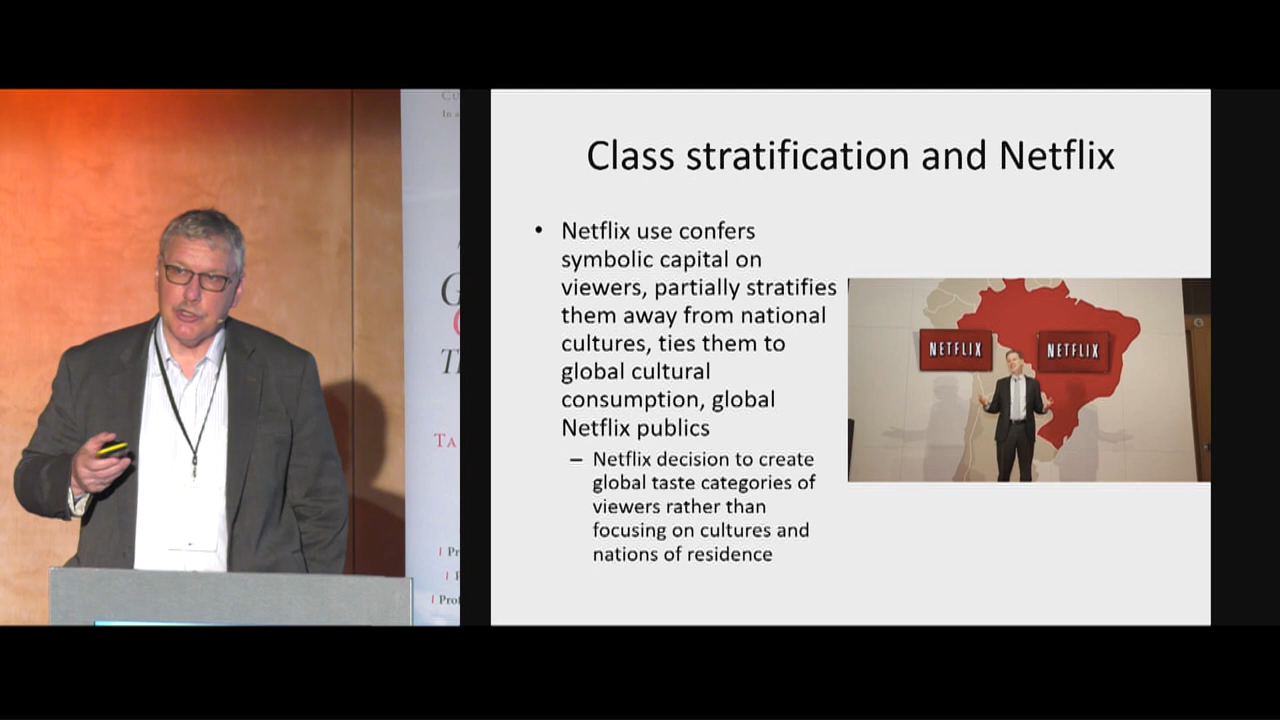 Class stratification and Netflix
• Netflix use confers
symbolic capital on
viewers, partially stratifies
them away from national
cultures, ties them to
global cultural
consumption, global
Netflix publics
– Netflix decision to create
global taste categories of
viewers rather than
focusing on cultures and
nations of residence
NETFLIX
NETFLIX